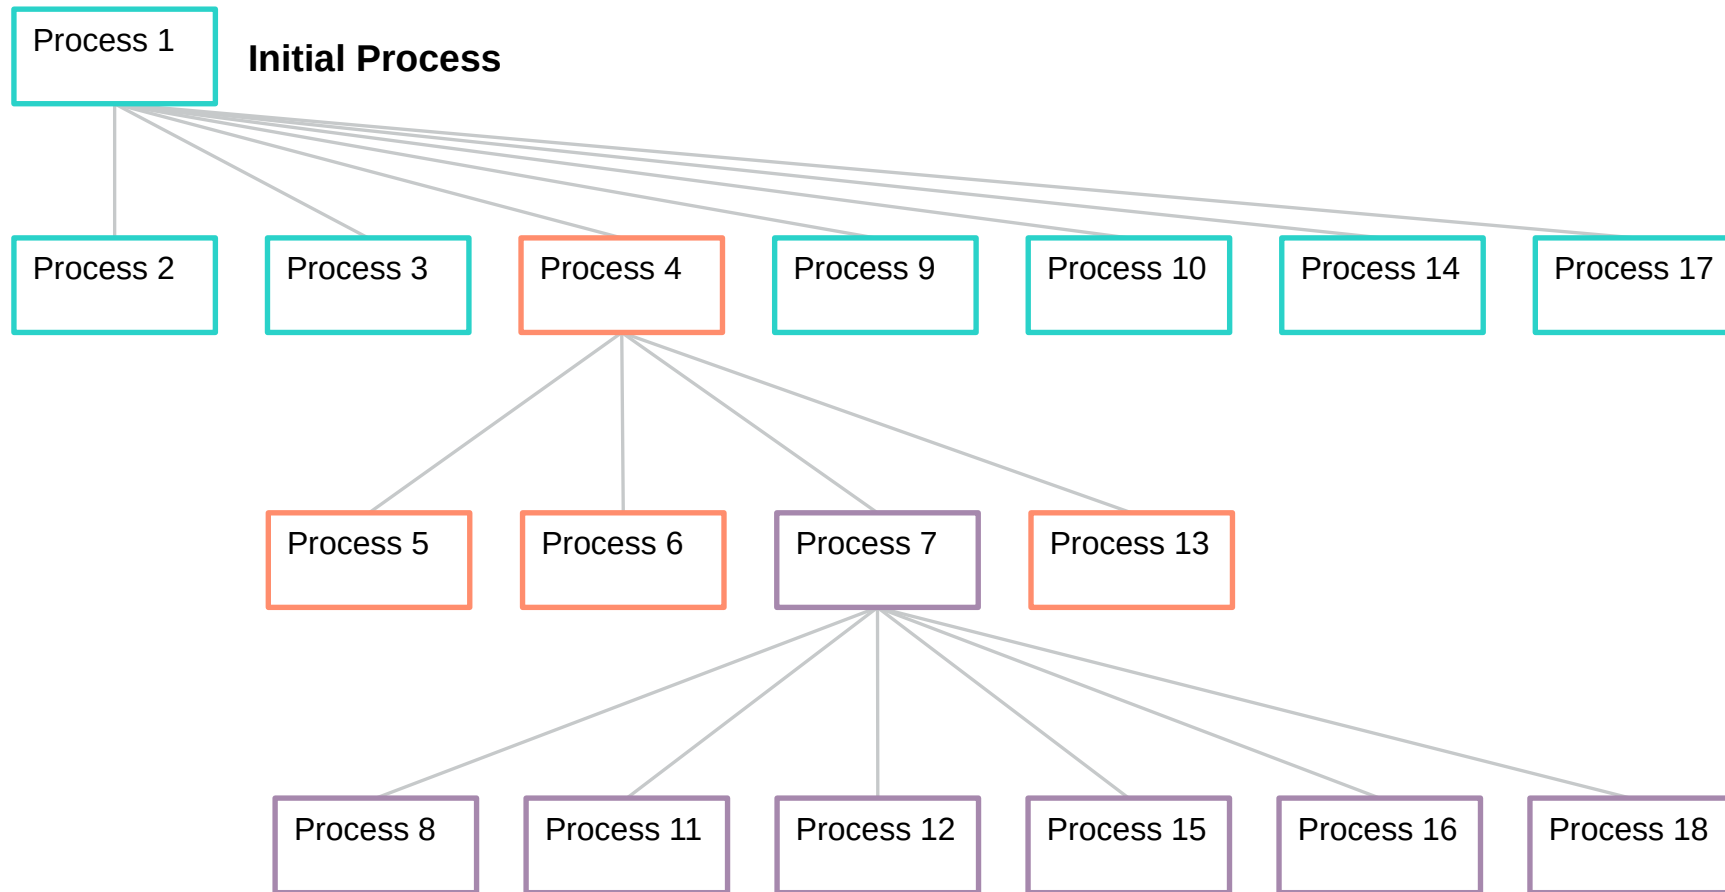 Process 1
Initial Process
Process 2
Process 3
Process 4
Process 9
Process 10
Process 14
Process 17
Process 5
Process 6
Process 7
Process 13
Process 8
Process 11
Process 12
Process 15
Process 16
Process 18